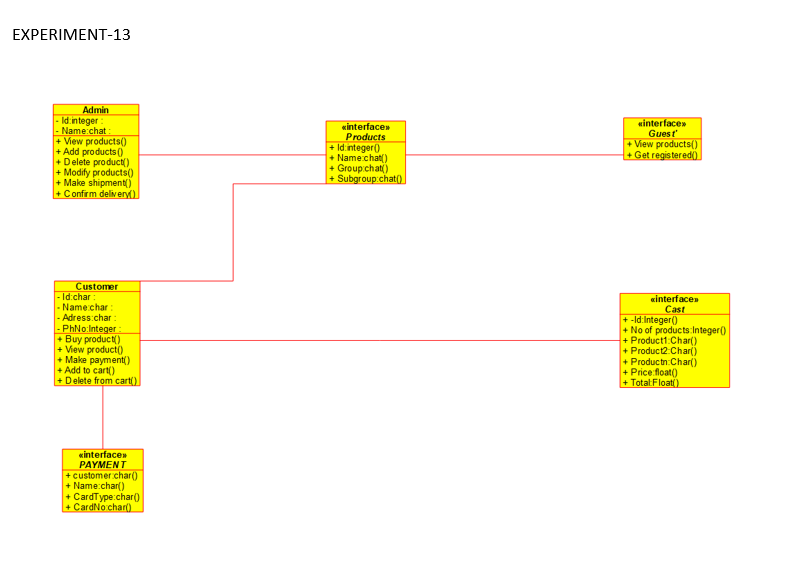 EXPERIMENT-13
Admin
- Id:integer :
- Name:chat :
+ View products()
+ Add products()
+ Delete product()
+ Modify products()
+ Make shipment()
+ Confirm delivery()
«interface»
Products
+ Id:integer()
+ Name:chat()
+ Group:chat()
+ Subgroup:chat()
«interface»
Guest'
+ View products()
+ Get registered()
Customer
- Id:char :
- Name:char :
- Adress:char :
- PhNo:Integer :
+ Buy product()
+ View product()
+ Make payment()
+ Add to cart()
+ Delete from cart()
«interface»
Cast
+ -Id:Integer()
+ No of products:Integer()
+ Product1:Char()
+ Product2:Char()
+ Productn:Char()
+ Price:float()
+ Total:Float()
«interface»
PAYMENT
+ customer:char()
+ Name:char()
+ CardType:char()
+ CardNo:char()